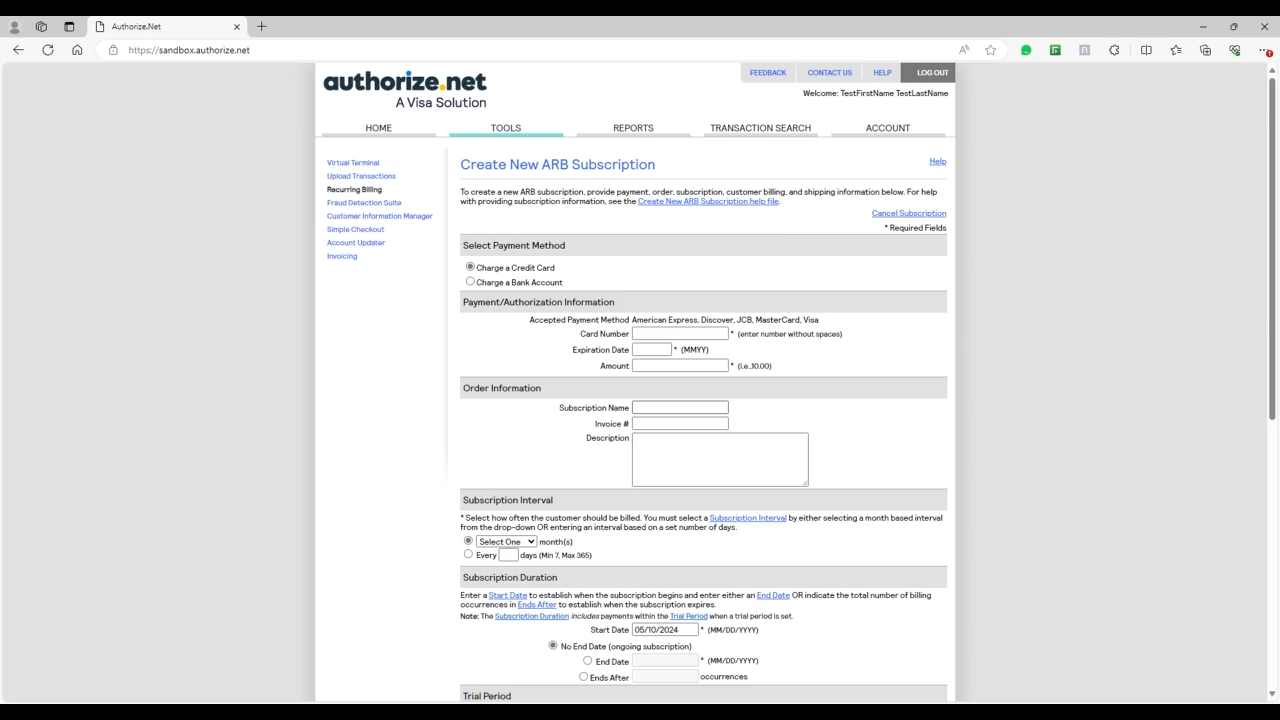 Authorize.Net
https://sandbox.authorize.net
FEEDBACK CONTACT US HELP LOG OUT
authorize.net
A Visa Solution
Welcome: TestFirstName TestLastName
HOME TOOLS REPORTS TRANSACTION SEARCH ACCOUNT
Virtual Terminal
Upload Transactions
Recurring Billing
Fraud Detection Suite
Customer Information Manager
Simple Checkout
Account Updater
Invoicing
Create New ARB Subscription Help
To create a new ARB subscription, provide payment, order, subscription, customer billing, and shipping information below. For help
with providing subscription information, see the Create New ARB Subscription help file.
Cancel Subscription
* Required Fields
Select Payment Method
Charge a Credit Card
Charge a Bank Account
Payment/Authorization Information
Accepted Payment Method American Express, Discover, JCB, MasterCard, Visa
Card Number * (enter number without spaces)
Expiration Date * (MMYY)
Amount * (i.e.,10.00)
Order Information
Subscription Name
Invoice #
Description
Subscription Interval
* Select how often the customer should be billed. You must select a Subscription Interval by either selecting a month based interval
from the drop-down OR entering an interval based on a set number of days.
Select One month(s)
Every days (Min 7, Max 365)
Subscription Duration
Enter a Start Date to establish when the subscription begins and enter either an End Date OR indicate the total number of billing
occurrences in Ends After to establish when the subscription expires.
Note: The Subscription Duration includes payments within the Trial Period when a trial period is set.
Start Date 05/10/2024 * (MM/DD/YYYY)
No End Date (ongoing subscription)
End Date * (MM/DD/YYYY)
Ends After occurrences
Trial Period